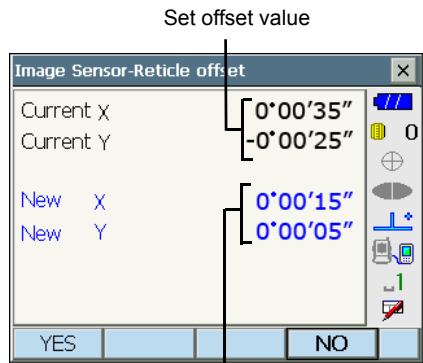 Set offset value
Image Sensor-Reticle offset
Current X 0°00'35"
Current Y -0°00'25"
0
New X 0°00'15"
New Y 0°00'05"
1
YES NO